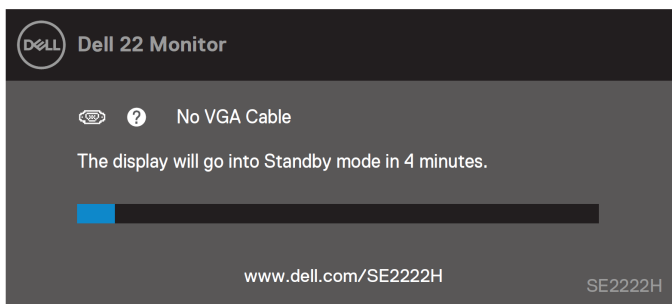 DELL Dell 22 Monitor
? No VGA Cable
The display will go into Standby mode in 4 minutes.
www.dell.com/SE2222H
SE2222H